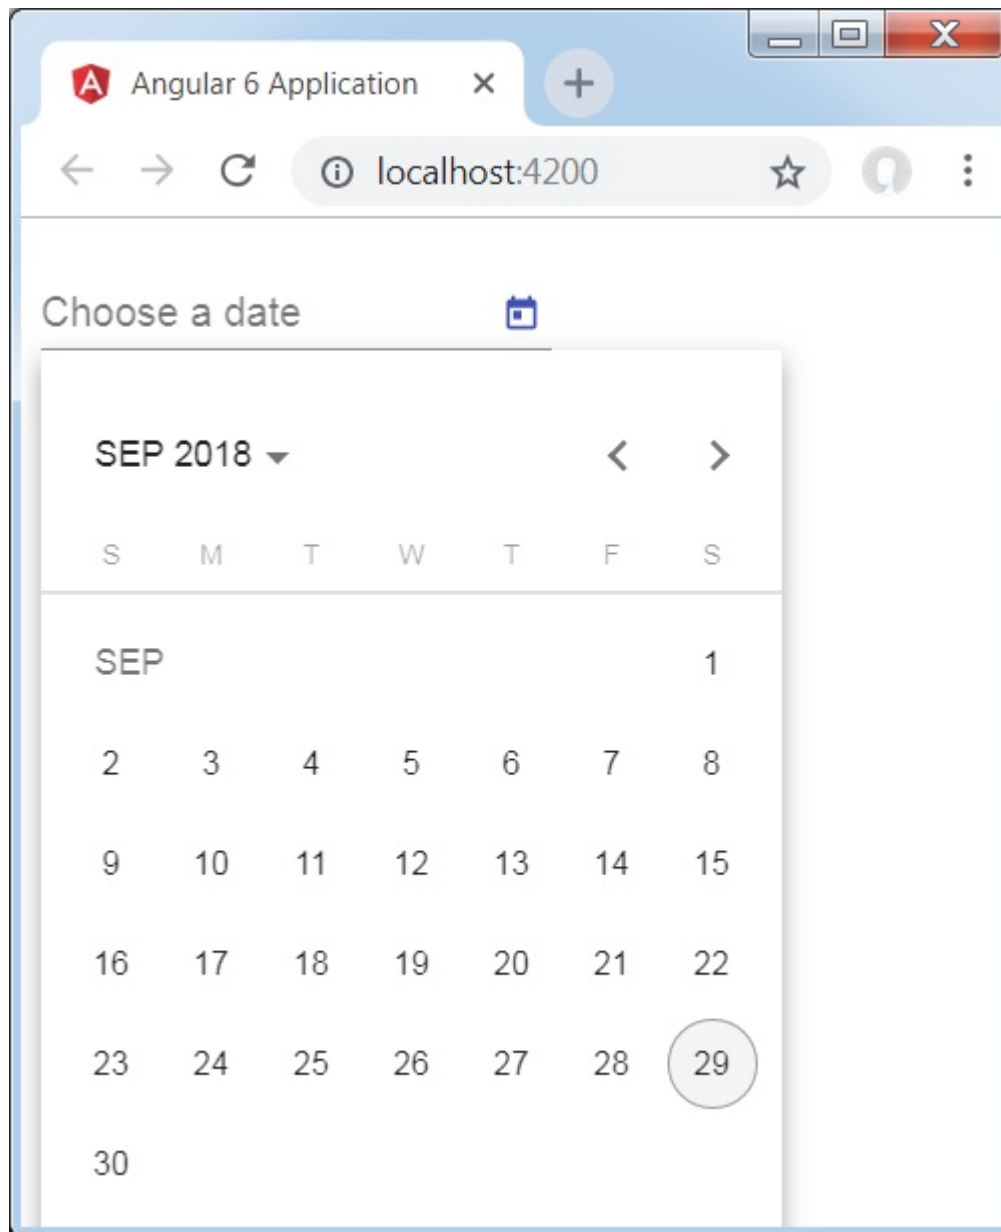 Angular 6 Application
localhost:4200
Choose a date
SEP 2018
S M T W T F S
SEP 1
2 3 4 5 6 7 8
9 10 11 12 13 14 15
16 17 18 19 20 21 22
23 24 25 26 27 28 29
30